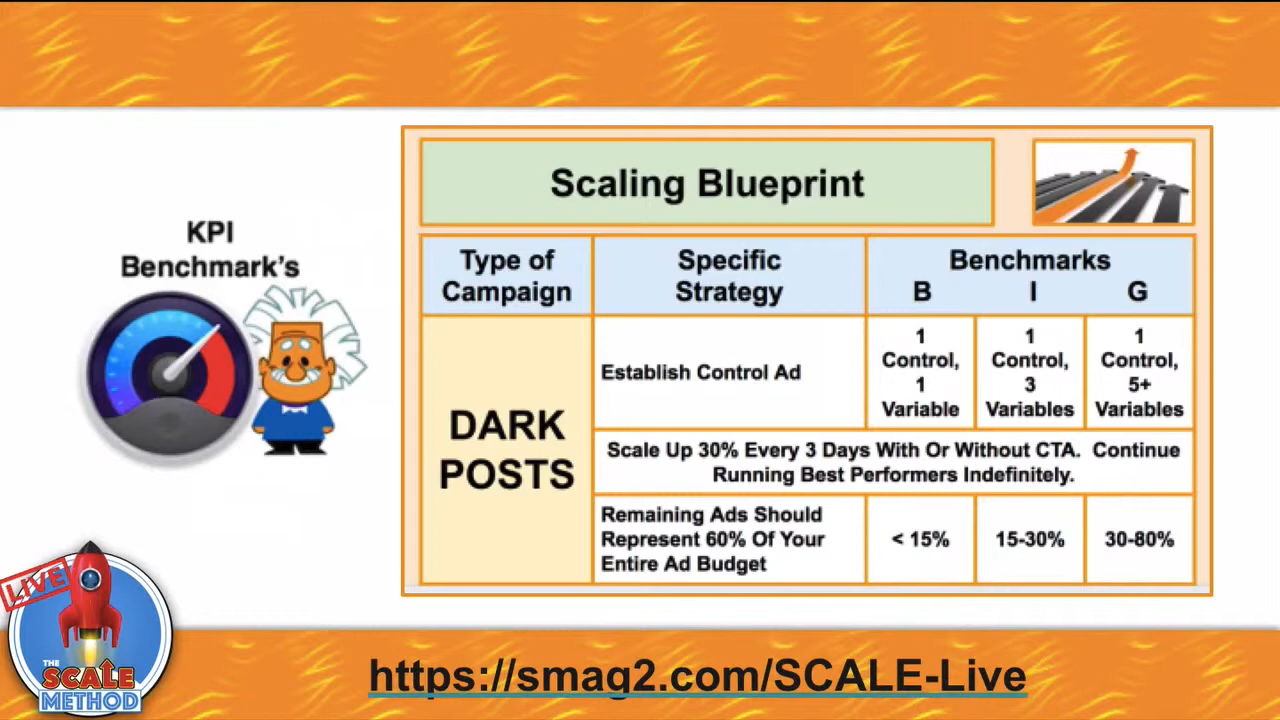 KPI
Benchmark's
Scaling Blueprint
Type of
Campaign
Specific
Strategy
Benchmarks
B I G
DARK
POSTS
Establish Control Ad
1
Control,
1
Variable
1
Control,
3
Variables
1
Control,
5+
Variables
Scale Up 30% Every 3 Days With Or Without CTA. Continue
Running Best Performers Indefinitely.
Remaining Ads Should
Represent 60% Of Your
Entire Ad Budget
< 15%
15-30%
30-80%
LIVE
THE
SCALE
METHOD
https://smag2.com/SCALE-Live